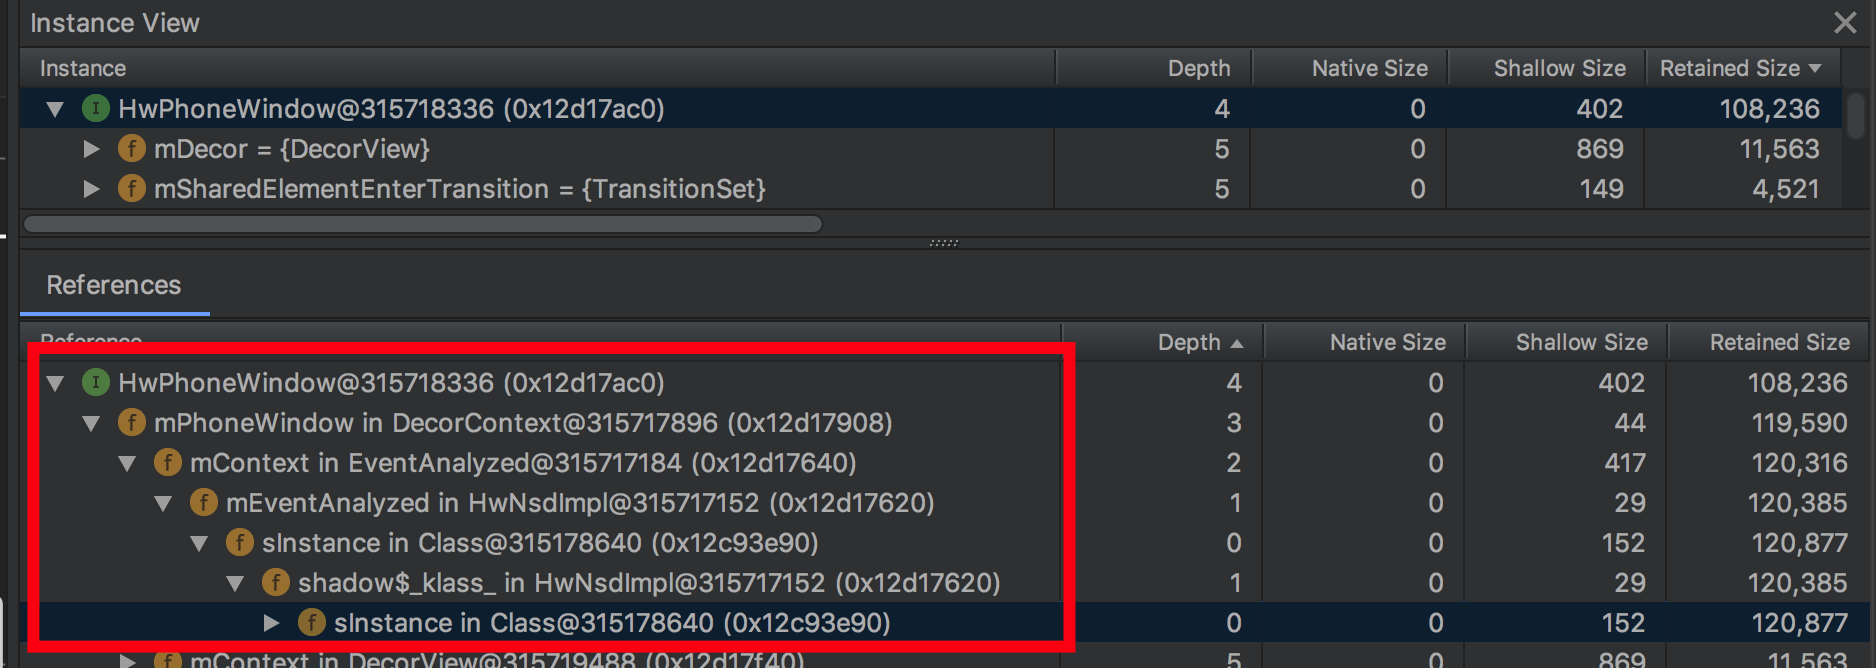 Instance View
Instance Depth Native Size Shallow Size Retained Size
I HwPhoneWindow@315718336 (0x12d17ac0) 4 0 402 108,236
f mDecor = {DecorView} 5 0 869 11,563
f mSharedElementEnterTransition = {TransitionSet} 5 0 149 4,521
References
Reference Depth Native Size Shallow Size Retained Size
I HwPhoneWindow@315718336 (0x12d17ac0) 4 0 402 108,236
f mPhoneWindow in DecorContext@315717896 (0x12d17908) 3 0 44 119,590
f mContext in EventAnalyzed@315717184 (0x12d17640) 2 0 417 120,316
f mEventAnalyzed in HwNsdImpl@315717152 (0x12d17620) 1 0 29 120,385
f sInstance in Class@315178640 (0x12c93e90) 0 0 152 120,877
f shadow$_klass_ in HwNsdImpl@315717152 (0x12d17620) 1 0 29 120,385
f sInstance in Class@315178640 (0x12c93e90) 0 0 152 120,877
f mContext in DecorView@315719488 (0x12d17f40) 5 0 869 11,563